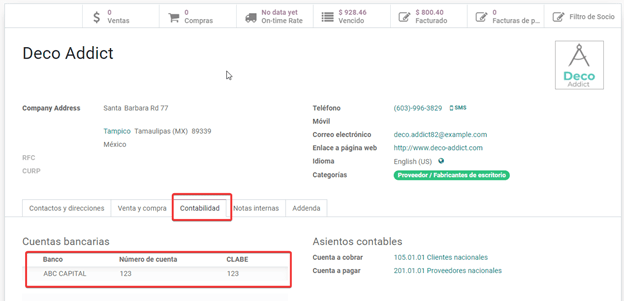 0 Ventas
0 Compras
No data yet On-time Rate
$ 928.46 Vencido
$ 800.40 Facturado
0 Facturas de p...
Filtro de Socio
Deco Addict
Deco
Addict
Company Address Santa Barbara Rd 77
Tampico Tamaulipas (MX) 89339
México
RFC
CURP
Teléfono (603)-996-3829 SMS
Móvil
Correo electrónico deco.addict82@example.com
Enlace a página web http://www.deco-addict.com
Idioma English (US)
Categorías Proveedor / Fabricantes de escritorio
Contactos y direcciones Venta y compra Contabilidad Notas internas Addenda
Cuentas bancarias
Banco Número de cuenta CLABE
ABC CAPITAL 123 123
Asientos contables
Cuenta a cobrar 105.01.01 Clientes nacionales
Cuenta a pagar 201.01.01 Proveedores nacionales